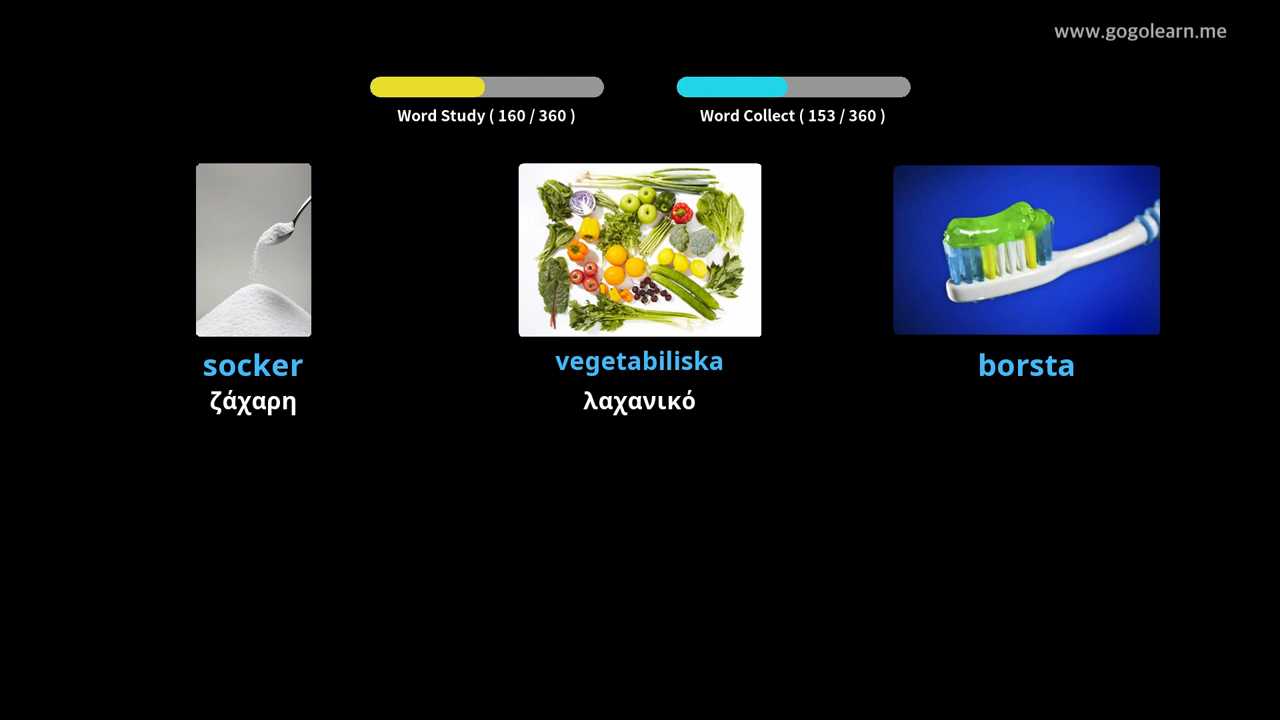 www.gogolearn.me
Word Study ( 160 / 360 )
Word Collect ( 153 / 360 )
socker
ζάχαρη
vegetabiliska
λαχανικό
borsta